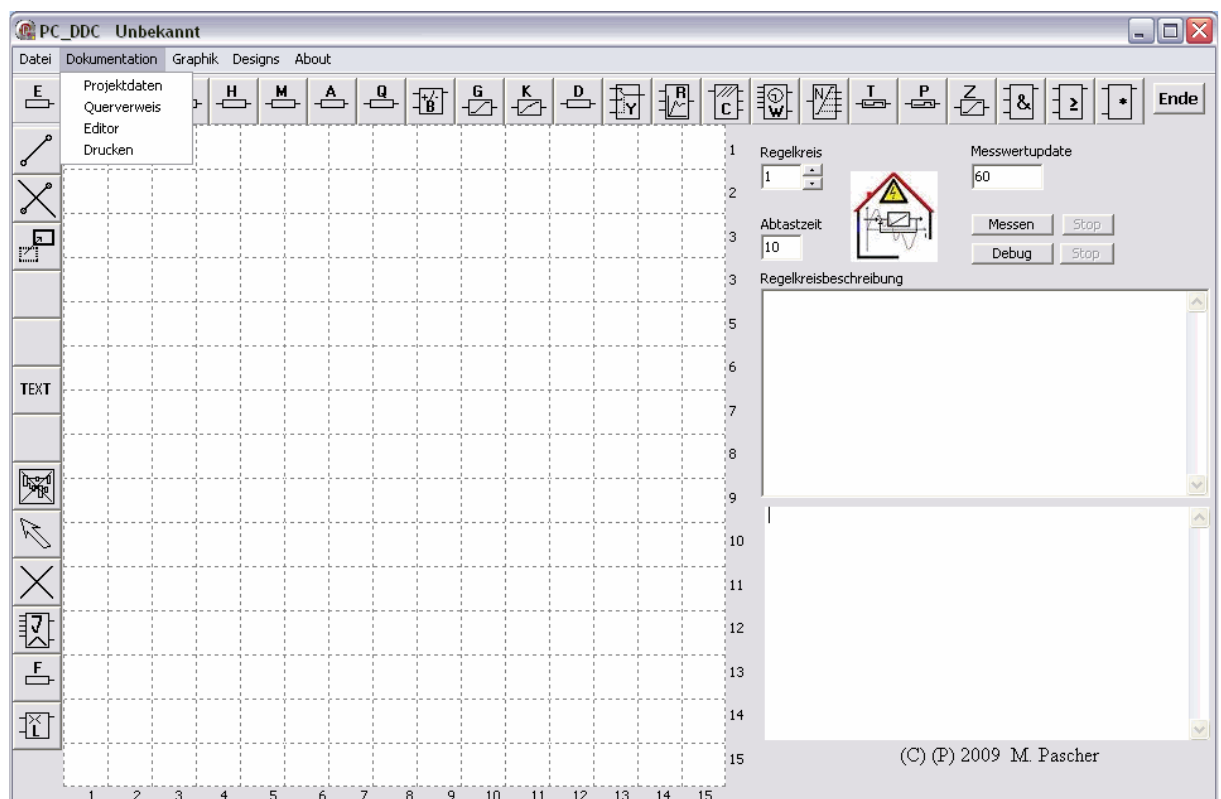 PC_DDC Unbekannt
Datei Dokumentation Graphik Designs About
Projektdaten
Querverweis
Editor
Drucken
E H M A Q +/- B G K D Y R C W N T P Z & ≥ * Ende
TEXT
F
L
1
2
3
3
5
6
7
8
9
10
11
12
13
14
15
1 2 3 4 5 6 7 8 9 10 11 12 13 14 15
Regelkreis
1
Messwertupdate
60
Abtastzeit
10
Messen Stop
Debug Stop
Regelkreisbeschreibung
(C) (P) 2009 M. Pascher